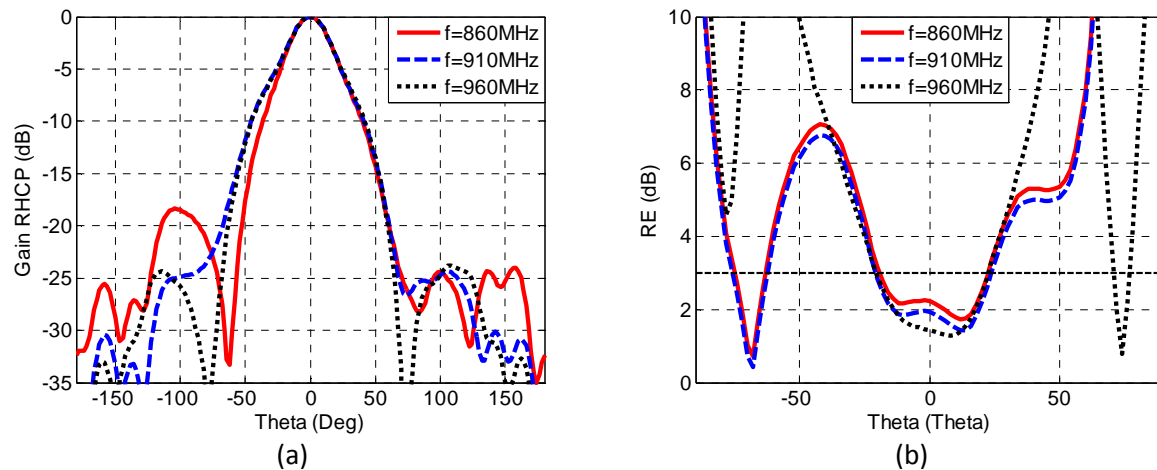 0
-5
-10
-15
-20
-25
-30
-35
Gain RHCP (dB)
-150 -100 -50 0 50 100 150
Theta (Deg)
f=860MHz
f=910MHz
f=960MHz
(a)
10
8
6
4
2
0
RE (dB)
-50 0 50
Theta (Theta)
f=860MHz
f=910MHz
f=960MHz
(b)